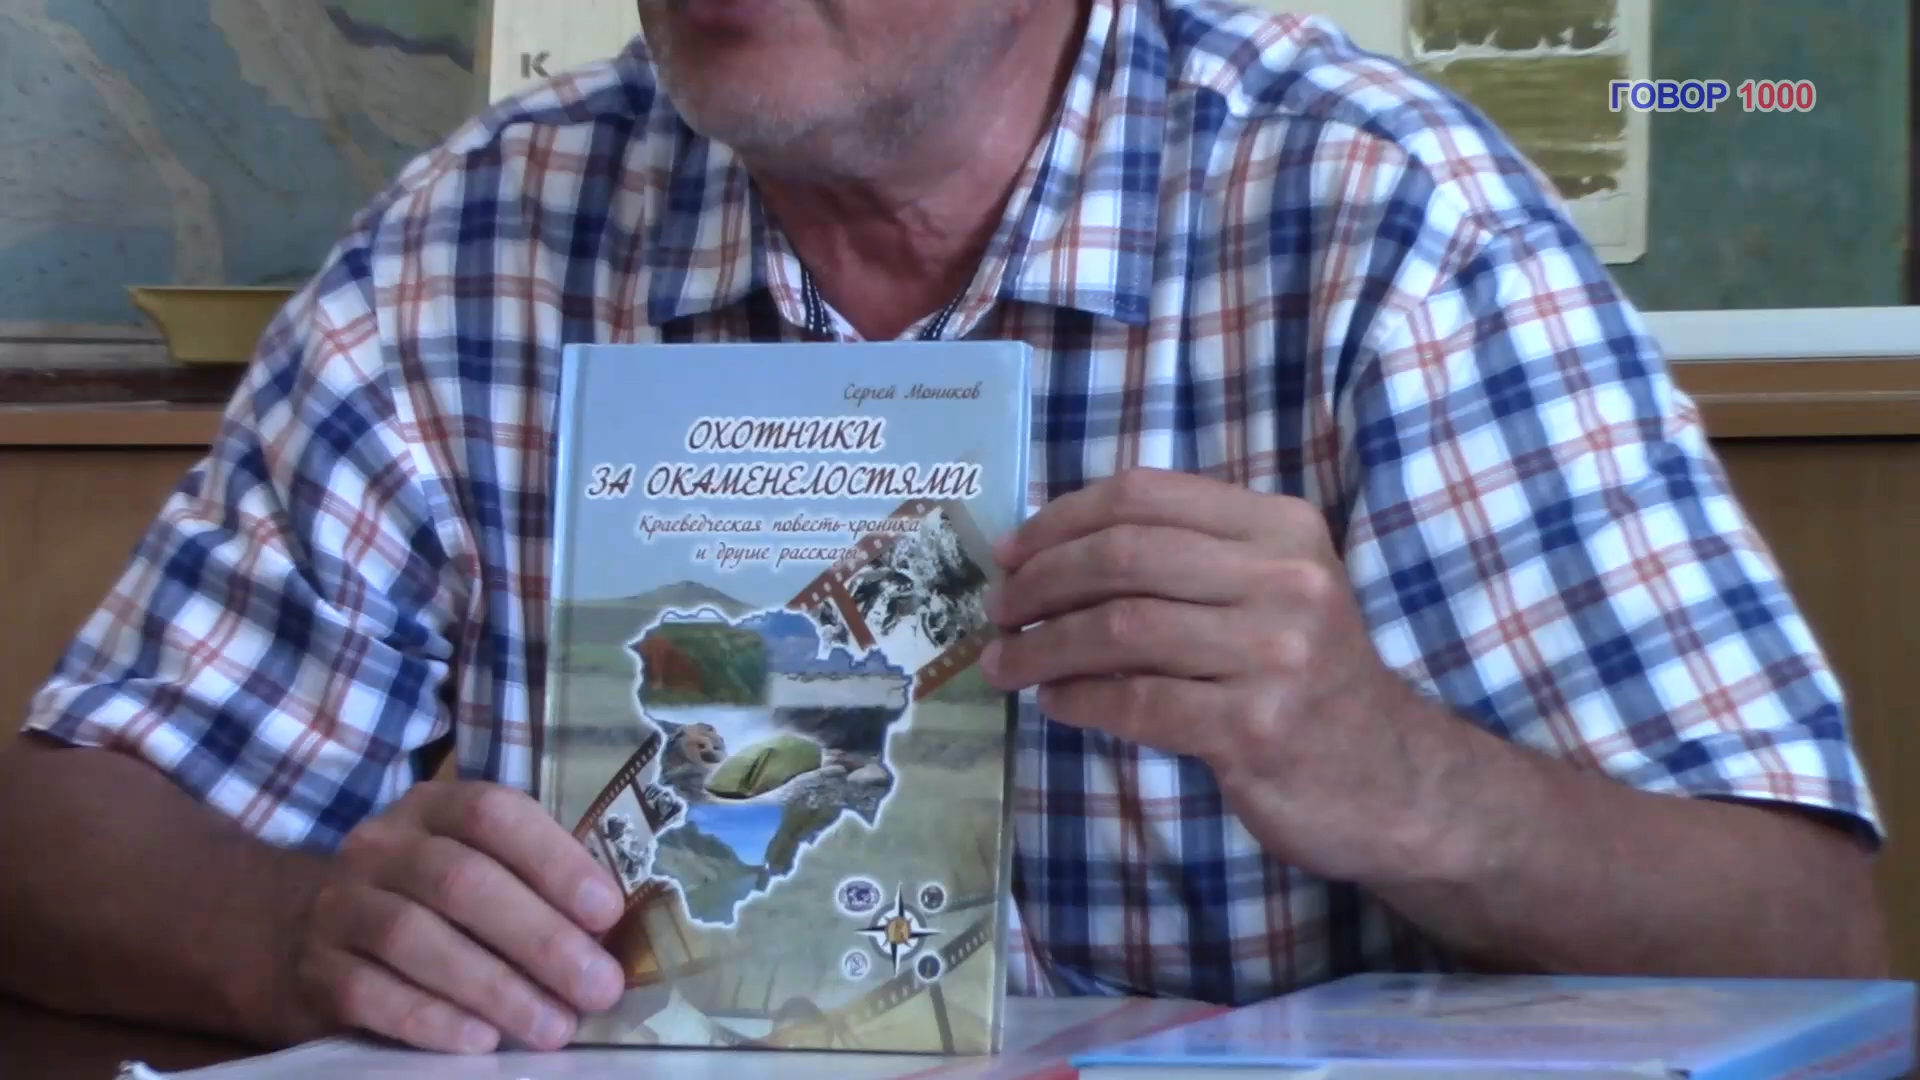 К
ГОВОР 1000
Сергей Моников
ОХОТНИКИ
ЗА ОКАМЕНЕЛОСТЯМИ
Краеведческая повесть-хроника
и другие рассказы